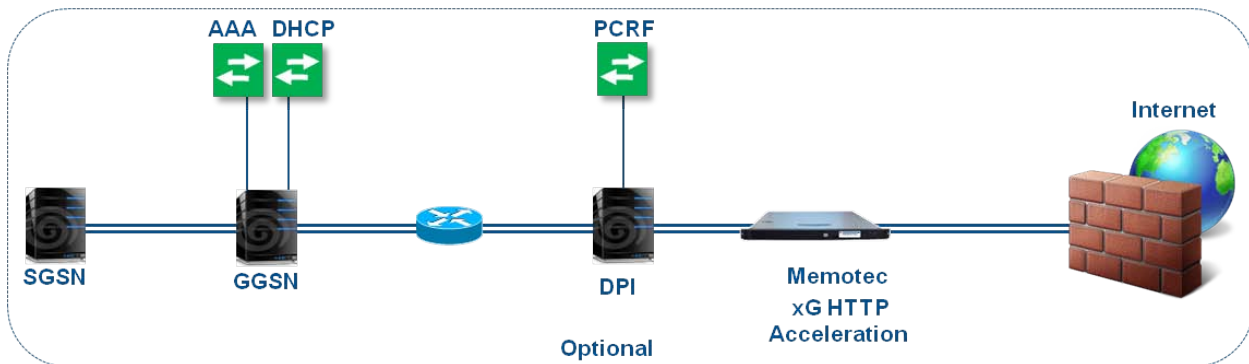 AAA DHCP
PCRF
Internet
SGSN
GGSN
DPI
Memotec
xG HTTP
Acceleration
Optional